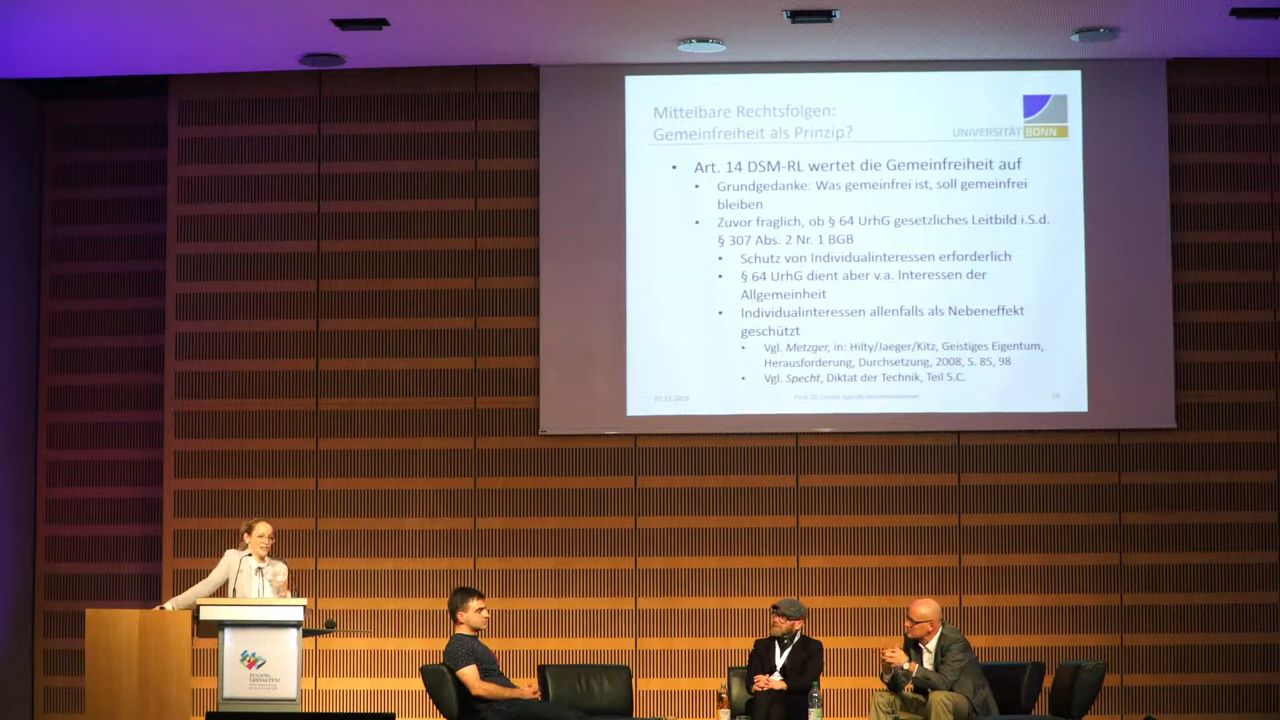 Mittelbare Rechtsfolgen:
Gemeinfreiheit als Prinzip?
UNIVERSITÄT BONN
• Art. 14 DSM-RL wertet die Gemeinfreiheit auf
• Grundgedanke: Was gemeinfrei ist, soll gemeinfrei
bleiben
• Zuvor fraglich, ob § 64 UrhG gesetzliches Leitbild i.S.d.
§ 307 Abs. 2 Nr. 1 BGB
• Schutz von Individualinteressen erforderlich
• § 64 UrhG dient aber v.a. Interessen der
Allgemeinheit
• Individualinteressen allenfalls als Nebeneffekt
geschützt
• Vgl. Metzger, in: Hilty/Jaeger/Kitz, Geistiges Eigentum,
Herausforderung, Durchsetzung, 2008, S. 85, 98
• Vgl. Specht, Diktat der Technik, Teil 5.C.
ZUGANG
GESTALTEN!